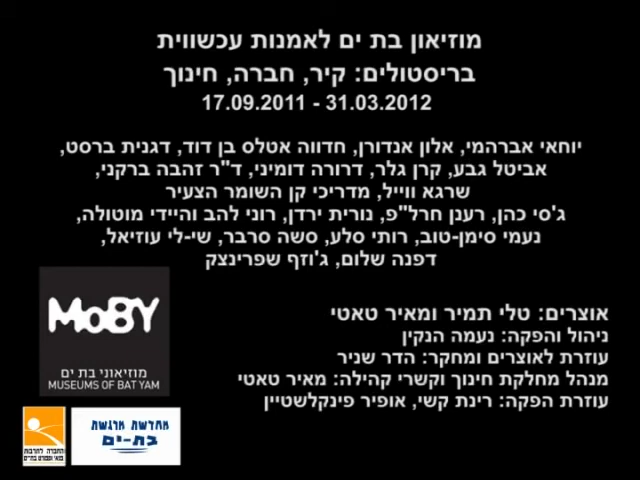 מוזיאון בת ים לאמנות עכשווית
בריסטולים: קיר, חברה, חינוך
17.09.2011 - 31.03.2012
יוחאי אברהמי, אלון אנדורן, חדווה אטלס בן דוד, דגנית ברסט,
אביטל גבע, קרן גלר, דרורה דומיני, ד"ר זהבה ברקני,
שרגא ווייל, מדריכי קן השומר הצעיר
ג'סי כהן, רענן חרל"פ, נורית ירדן, רוני להב והיידי מוטולה,
נעמי סימן-טוב, רותי סלע, סשה סרבר, שי-לי עוזיאל,
דפנה שלום, ג'וזף שפרינצק
אוצרים: טלי תמיר ומאיר טאטי
ניהול והפקה: נעמה הנקין
עוזרת לאוצרים ומחקר: הדר שניר
מנהל מחלקת חינוך וקשרי קהילה: מאיר טאטי
עוזרת הפקה: רינת קשי, אופיר פינקלשטיין
MoBY
מוזיאוני בת ים
MUSEUMS OF BAT YAM
מחדשת מרגשת
בת-ים
החברה לתרבות